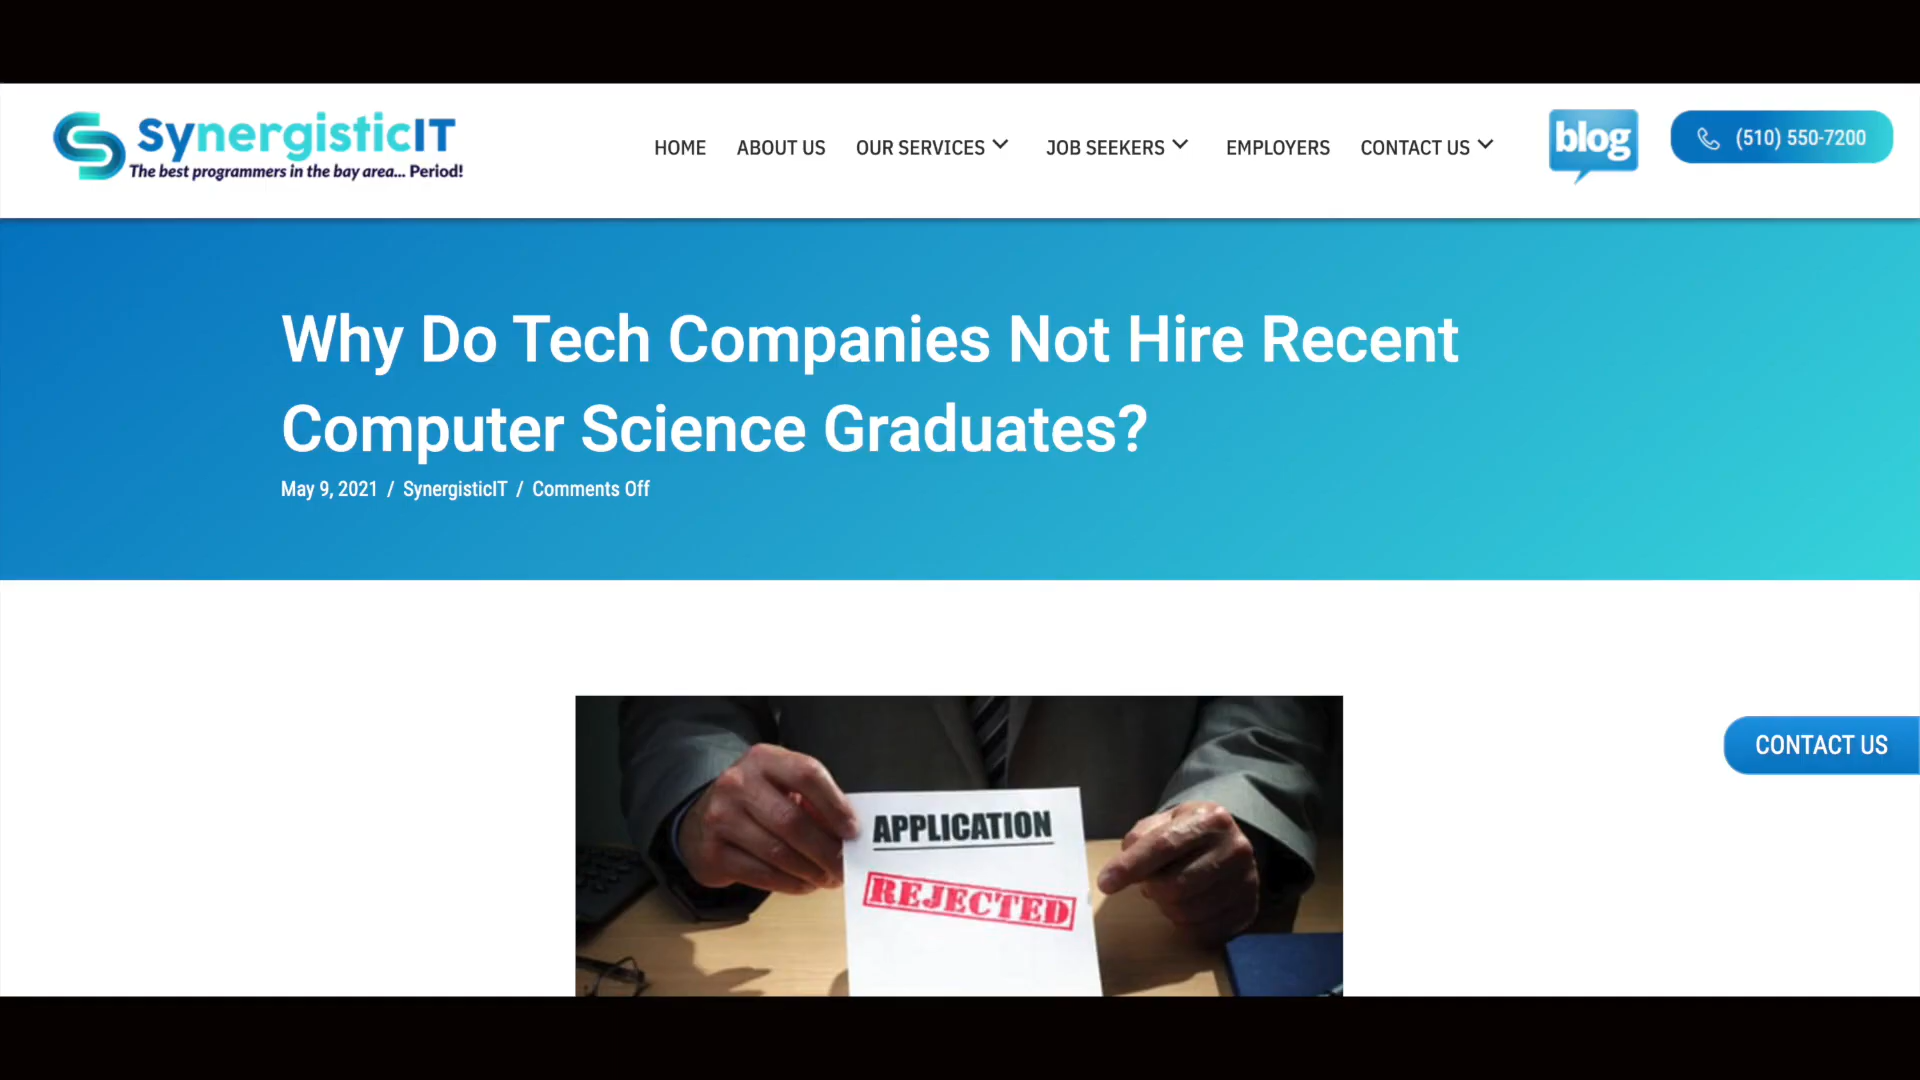 SynergisticIT
The best programmers in the bay area... Period!
HOME
ABOUT US
OUR SERVICES
JOB SEEKERS
EMPLOYERS
CONTACT US
blog
(510) 550-7200
Why Do Tech Companies Not Hire Recent
Computer Science Graduates?
May 9, 2021 / SynergisticIT / Comments Off
CONTACT US
APPLICATION
REJECTED